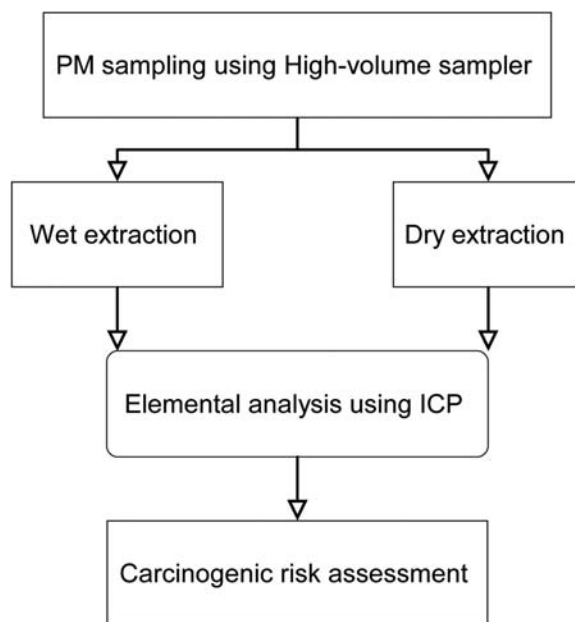 PM sampling using High-volume sampler
Wet extraction
Dry extraction
Elemental analysis using ICP
Carcinogenic risk assessment